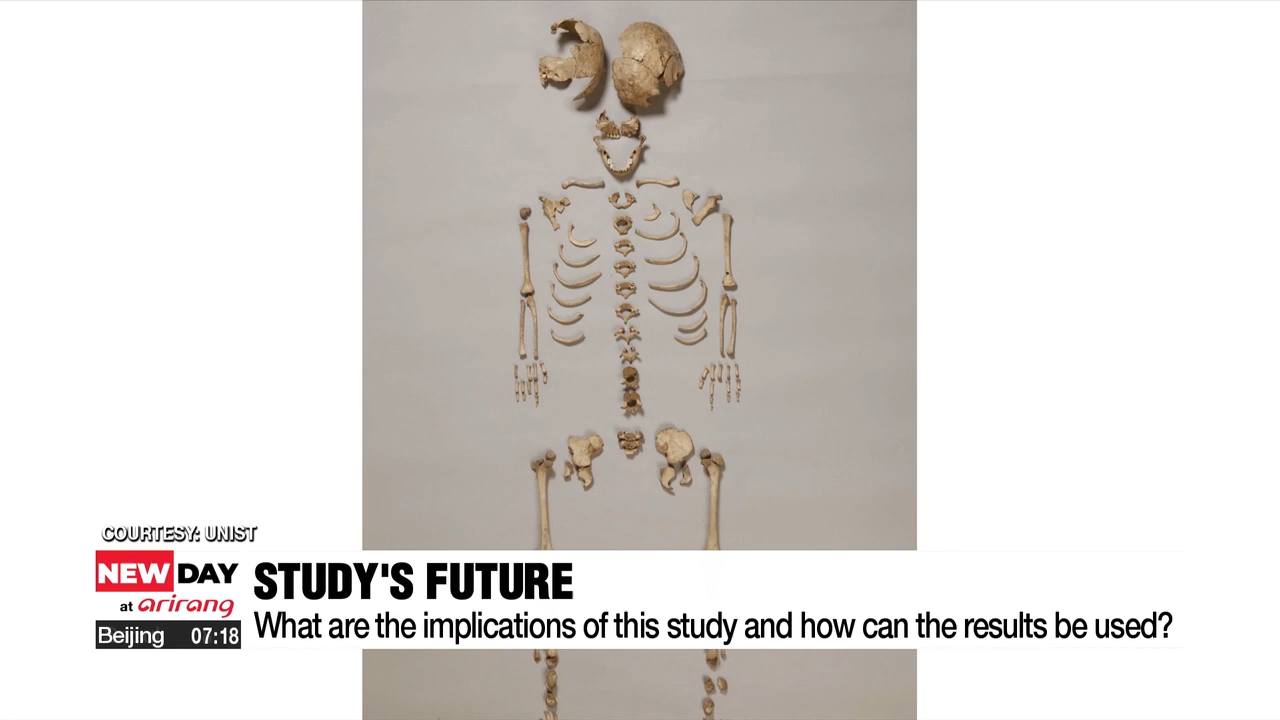 COURTESY: UNIST
NEW DAY
at arirang
Beijing 07:18
STUDY'S FUTURE
What are the implications of this study and how can the results be used?